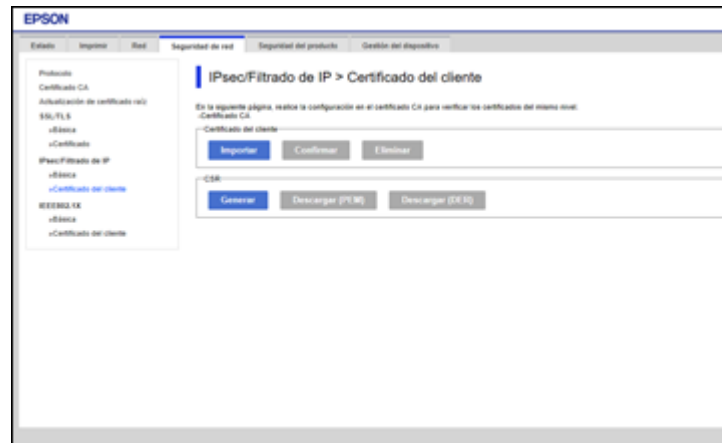 EPSON
Estado Imprimir Red Seguridad de red Seguridad del producto Gestión del dispositivo
Protocolo
Certificado CA
Actualización de certificado raíz
SSL/TLS
»Básica
»Certificado
IPsec/Filtrado de IP
»Básica
»Certificado del cliente
IEEE802.1X
»Básica
»Certificado del cliente
IPsec/Filtrado de IP > Certificado del cliente
En la siguiente página, realice la configuración en el certificado CA para verificar los certificados del mismo nivel.
-Certificado CA
Certificado del cliente
Importar Confirmar Eliminar
CSR
Generar Descargar (PEM) Descargar (DER)